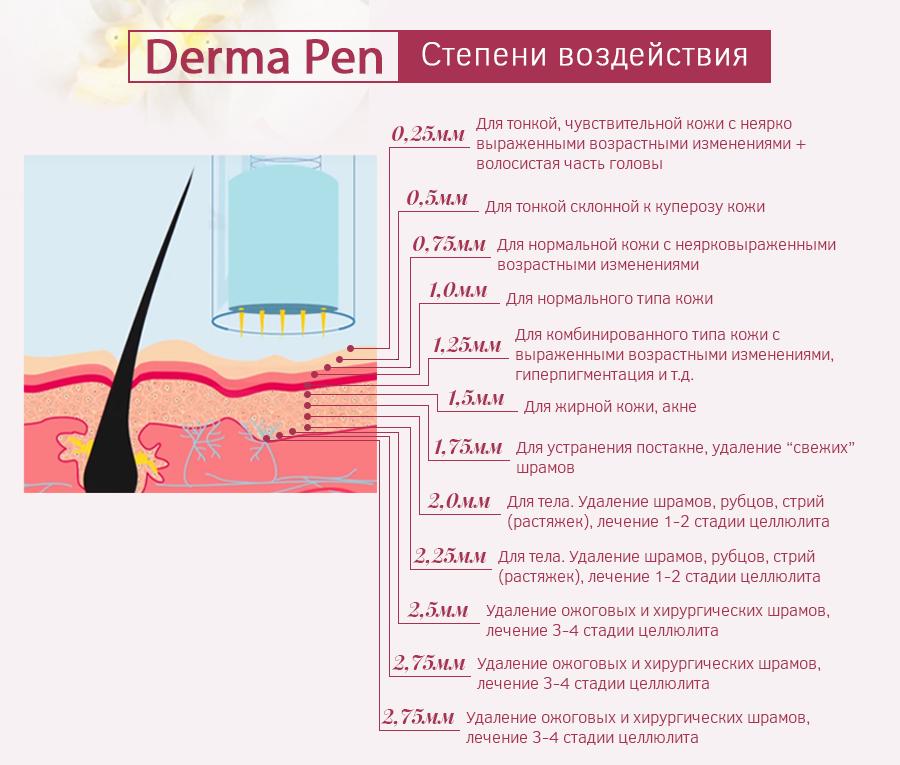 Derma Pen Степени воздействия
0,25мм
Для тонкой, чувствительной кожи с неярко
выраженными возрастными изменениями +
волосистая часть головы
0,5мм
Для тонкой склонной к куперозу кожи
0,75мм
Для нормальной кожи с неярковыраженными
возрастными изменениями
1,0мм
Для нормального типа кожи
1,25мм
Для комбинированного типа кожи с
выраженными возрастными изменениями,
гиперпигментация и т.д.
1,5мм
Для жирной кожи, акне
1,75мм
Для устранения постакне, удаление “свежих”
шрамов
2,0мм
Для тела. Удаление шрамов, рубцов, стрий
(растяжек), лечение 1-2 стадии целлюлита
2,25мм
Для тела. Удаление шрамов, рубцов, стрий
(растяжек), лечение 1-2 стадии целлюлита
2,5мм
Удаление ожоговых и хирургических шрамов,
лечение 3-4 стадии целлюлита
2,75мм
Удаление ожоговых и хирургических шрамов,
лечение 3-4 стадии целлюлита
2,75мм
Удаление ожоговых и хирургических шрамов,
лечение 3-4 стадии целлюлита